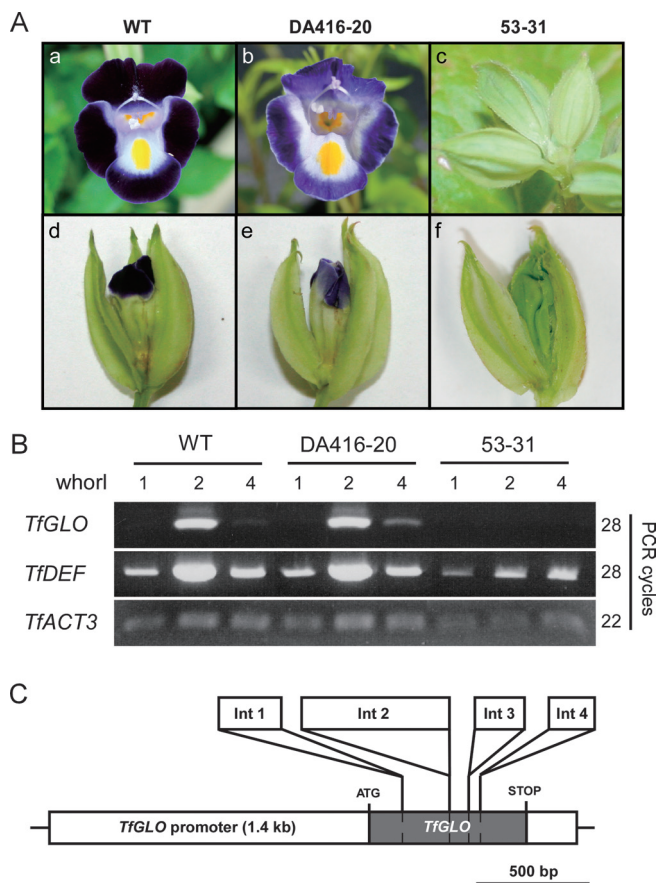 A
WT DA416-20 53-31
a b c
d e f
B
WT DA416-20 53-31
whorl 1 2 4 1 2 4 1 2 4
TfGLO 28
TfDEF 28
TfACT3 22
PCR cycles
C
Int 1 Int 2 Int 3 Int 4
ATG STOP
TfGLO promoter (1.4 kb) TfGLO
500 bp